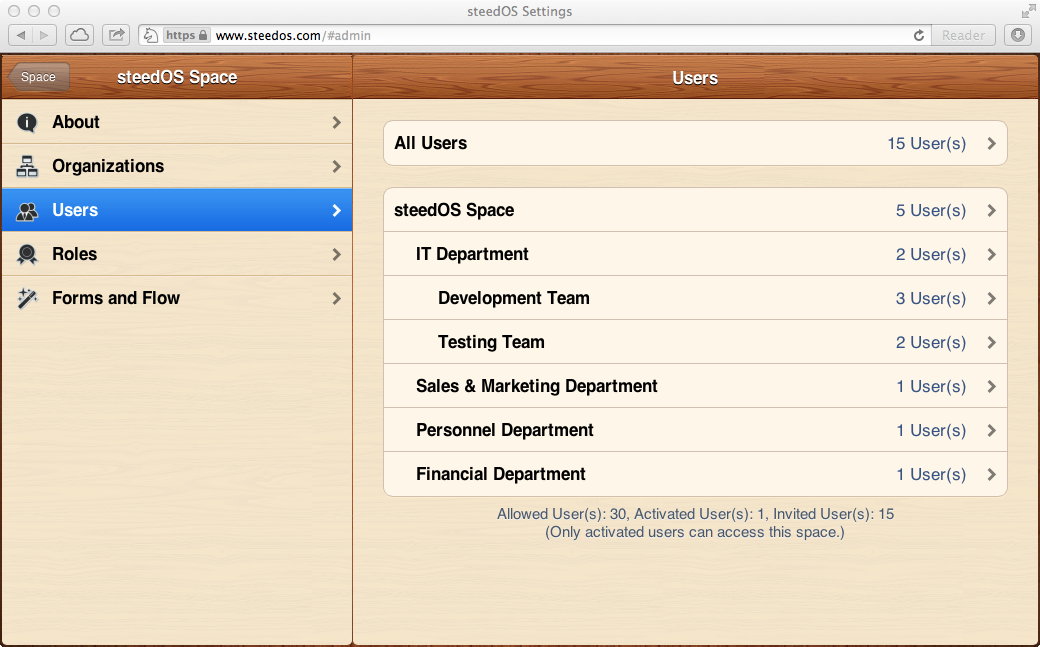 steedOS Settings
https www.steedos.com/#admin Reader
Space steedOS Space Users
About
Organizations
Users
Roles
Forms and Flow
All Users 15 User(s)
steedOS Space 5 User(s)
IT Department 2 User(s)
Development Team 3 User(s)
Testing Team 2 User(s)
Sales & Marketing Department 1 User(s)
Personnel Department 1 User(s)
Financial Department 1 User(s)
Allowed User(s): 30, Activated User(s): 1, Invited User(s): 15
(Only activated users can access this space.)